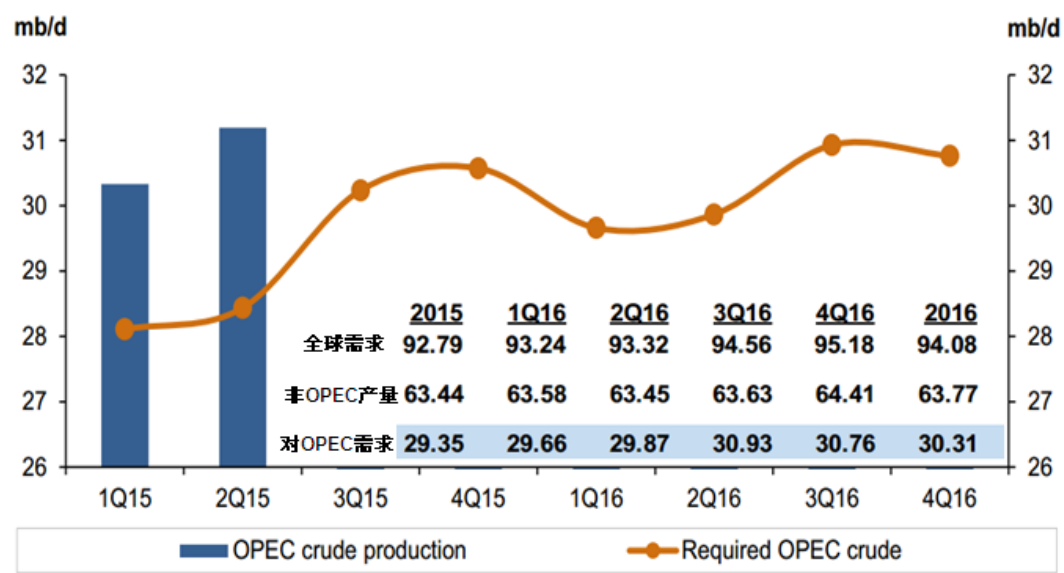 mb/d mb/d
32 32
31 31
30 30
29 29
28 28
27 27
26 26
2015 1Q16 2Q16 3Q16 4Q16 2016
全球需求 92.79 93.24 93.32 94.56 95.18 94.08
非OPEC产量 63.44 63.58 63.45 63.63 64.41 63.77
对OPEC需求 29.35 29.66 29.87 30.93 30.76 30.31
1Q15 2Q15 3Q15 4Q15 1Q16 2Q16 3Q16 4Q16
OPEC crude production Required OPEC crude